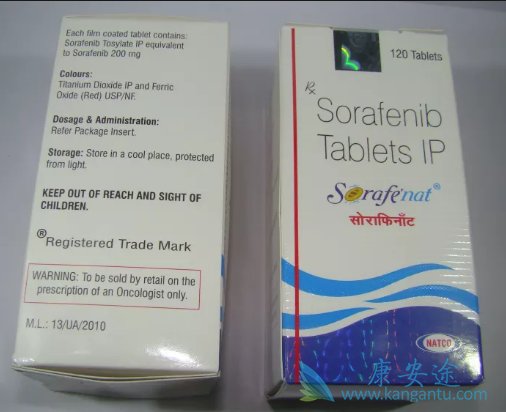 Each film coated tablet contains:
Sorafenib Tosylate IP equivalent
to Sorafenib 200 mg
Colours:
Titanium Dioxide IP and Ferric
Oxide (Red) USP/NF.
Dosage & Administration:
Refer Package Insert.
Storage: Store in a cool place, protected
from light.
KEEP OUT OF REACH AND SIGHT OF
CHILDREN.
®Registered Trade Mark
WARNING: To be sold by retail on the
prescription of an Oncologist only.
M.L.: 13/UA/2010
120 Tablets
Rx
Sorafenib
Tablets IP
Sorafenat®
सोराफिनॅट
NATCO
康安途
www.kangantu.com